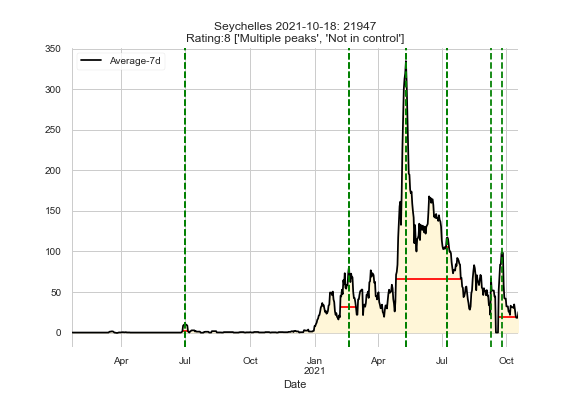 Seychelles 2021-10-18: 21947
Rating:8 ['Multiple peaks', 'Not in control']
350
Average-7d
300
250
200
150
100
50
0
Apr
Jul
Oct
Jan
Apr
Jul
Oct
2021
Date